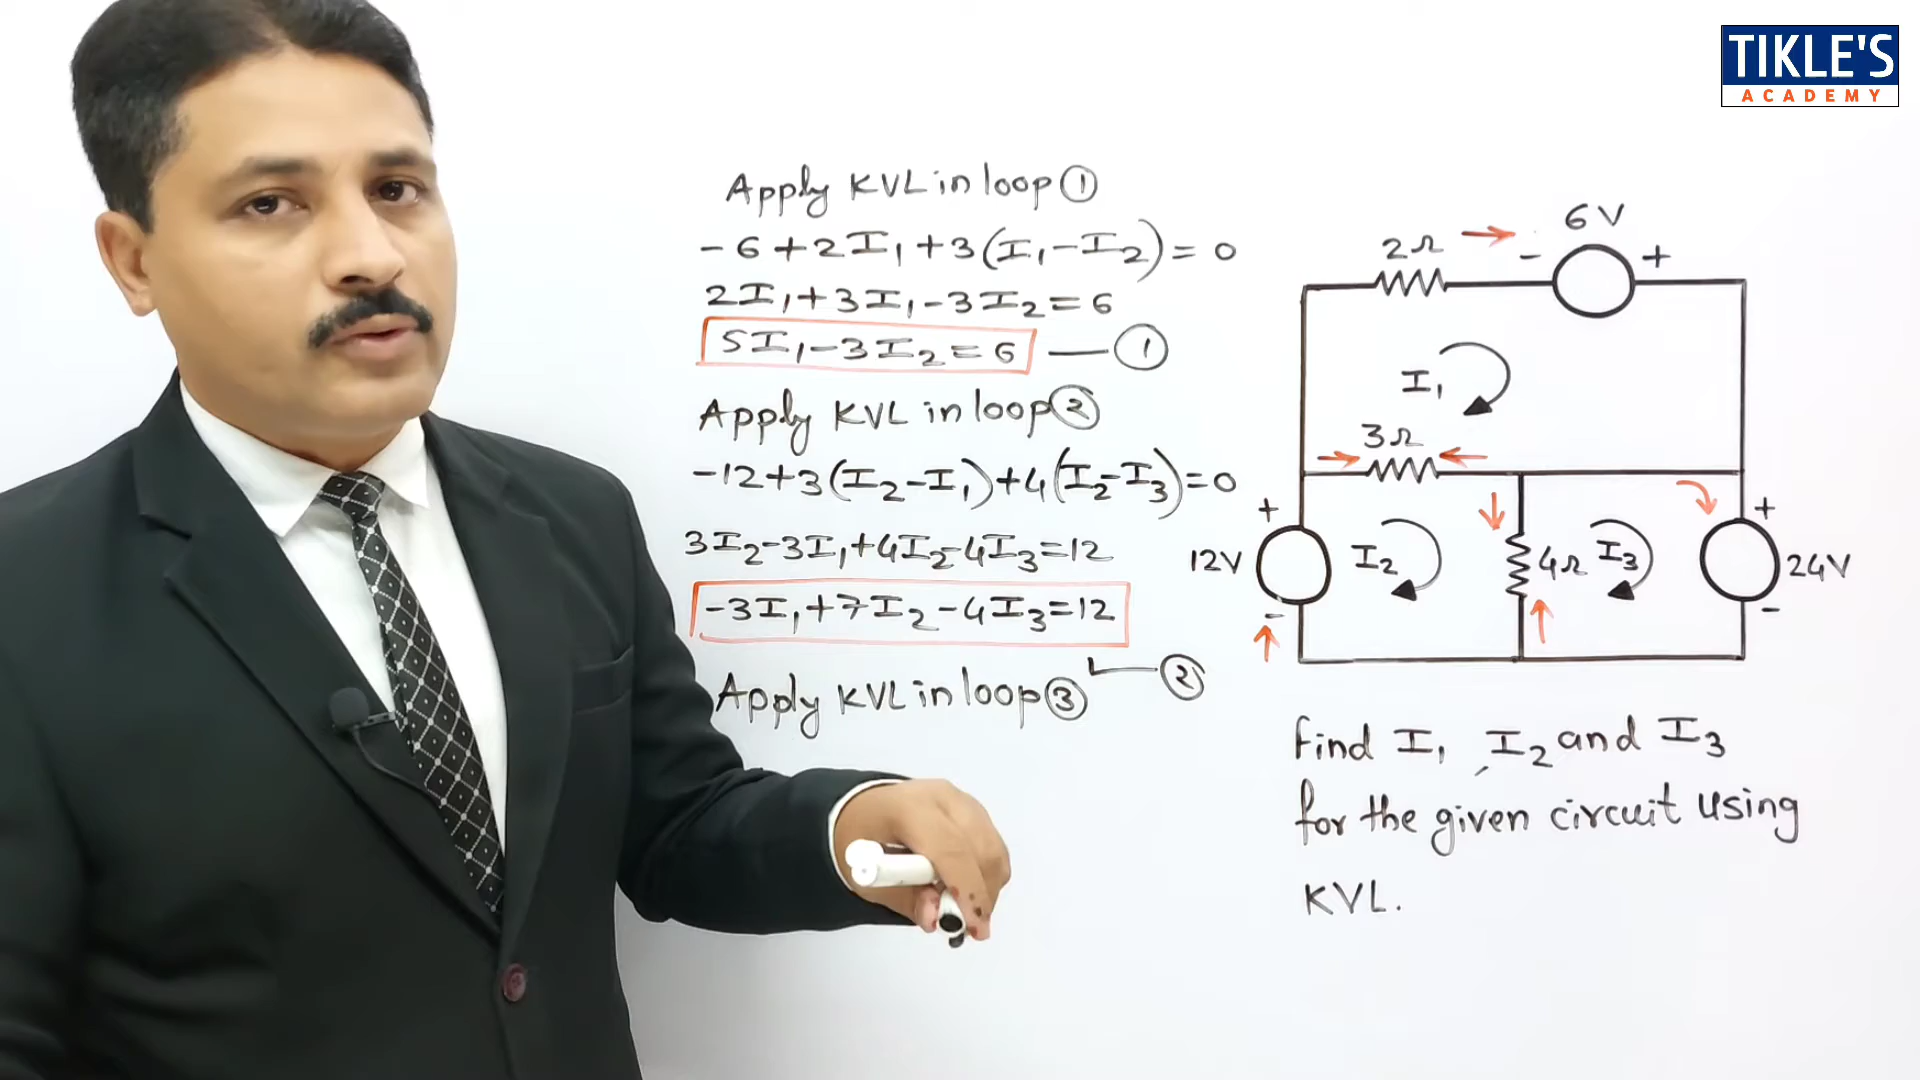 TIKLE'S
ACADEMY
Apply KVL in loop ①
-6+2I₁+3(I₁-I₂)=0
2I₁+3I₁-3I₂=6
5I₁-3I₂=6 — ①
Apply KVL in loop ②
-12+3(I₂-I₁)+4(I₂-I₃)=0
3I₂-3I₁+4I₂-4I₃=12
-3I₁+7I₂-4I₃=12
②
Apply KVL in loop ③
6V
2Ω
- +
I₁
3Ω
+ +
12V I₂ 4Ω I₃ 24V
- -
Find I₁, I₂ and I₃
for the given circuit using
KVL.